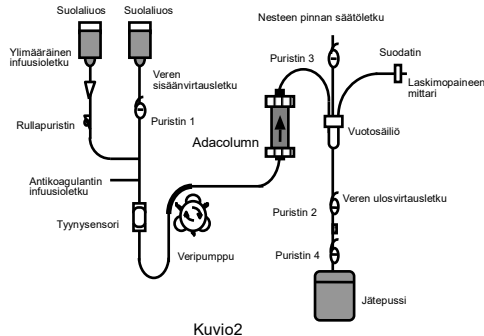 Suolaliuos
Suolaliuos
Nesteen pinnan säätöletku
Ylimääräinen
infuusioletku
Veren
sisäänvirtausletku
Puristin 3
Suodatin
Laskimopaineen
mittari
Rullapuristin
Puristin 1
Adacolumn
Vuotosäiliö
Antikoagulantin
infuusioletku
Tyynysensori
Puristin 2
Veren ulosvirtausletku
Veripumppu
Puristin 4
Jätepussi
Kuvio2